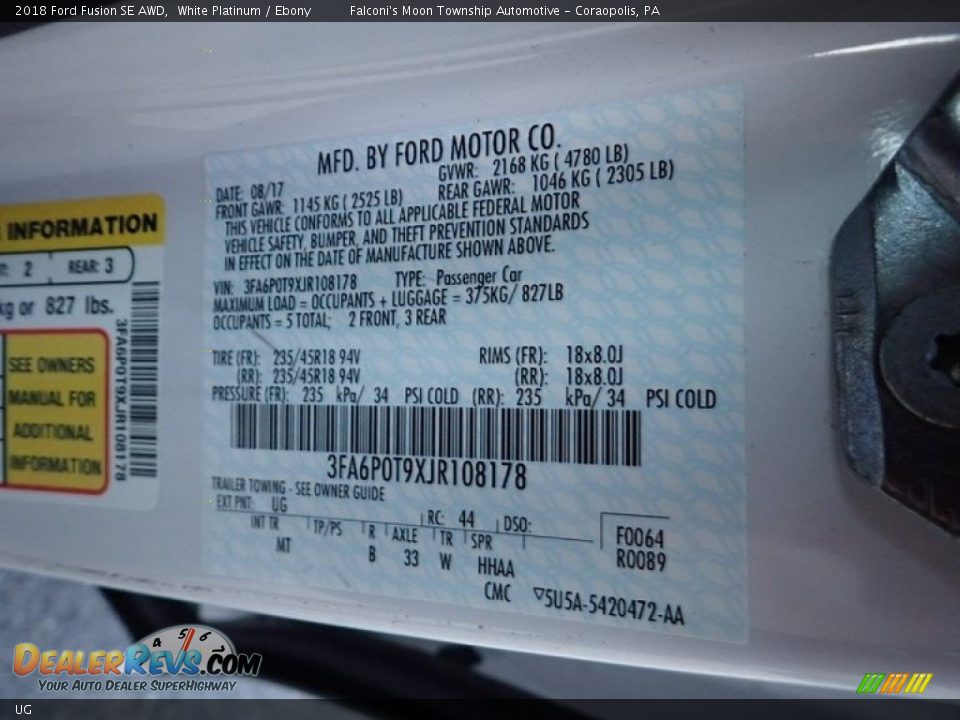 2018 Ford Fusion SE AWD, White Platinum / Ebony Falconi's Moon Township Automotive - Coraopolis, PA
INFORMATION
2 REAR: 3
kg or 827 lbs.
SEE OWNERS
MANUAL FOR
ADDITIONAL
INFORMATION
3FA6P0T9XJR108178
MFD. BY FORD MOTOR CO.
DATE: 08/17 GVWR: 2168 KG ( 4780 LB)
FRONT GAWR: 1145 KG ( 2525 LB) REAR GAWR: 1046 KG ( 2305 LB)
THIS VEHICLE CONFORMS TO ALL APPLICABLE FEDERAL MOTOR
VEHICLE SAFETY, BUMPER, AND THEFT PREVENTION STANDARDS
IN EFFECT ON THE DATE OF MANUFACTURE SHOWN ABOVE.
VIN: 3FA6P0T9XJR108178 TYPE: Passenger Car
MAXIMUM LOAD = OCCUPANTS + LUGGAGE = 375KG/ 827LB
OCCUPANTS = 5 TOTAL; 2 FRONT, 3 REAR
TIRE (FR): 235/45R18 94V RIMS (FR): 18x8.0J
(RR): 235/45R18 94V (RR): 18x8.0J
PRESSURE (FR): 235 kPa/ 34 PSI COLD (RR): 235 kPa/ 34 PSI COLD
3FA6P0T9XJR108178
TRAILER TOWING - SEE OWNER GUIDE
EXT PNT: UG RC: 44 DSO:
INT TR TP/PS R AXLE TR SPR
MT B 33 W HHAA
F0064
R0089
CMC ▽5U5A-5420472-AA
4 5 6
DealerRevs.com
Your Auto Dealer SuperHighway
UG